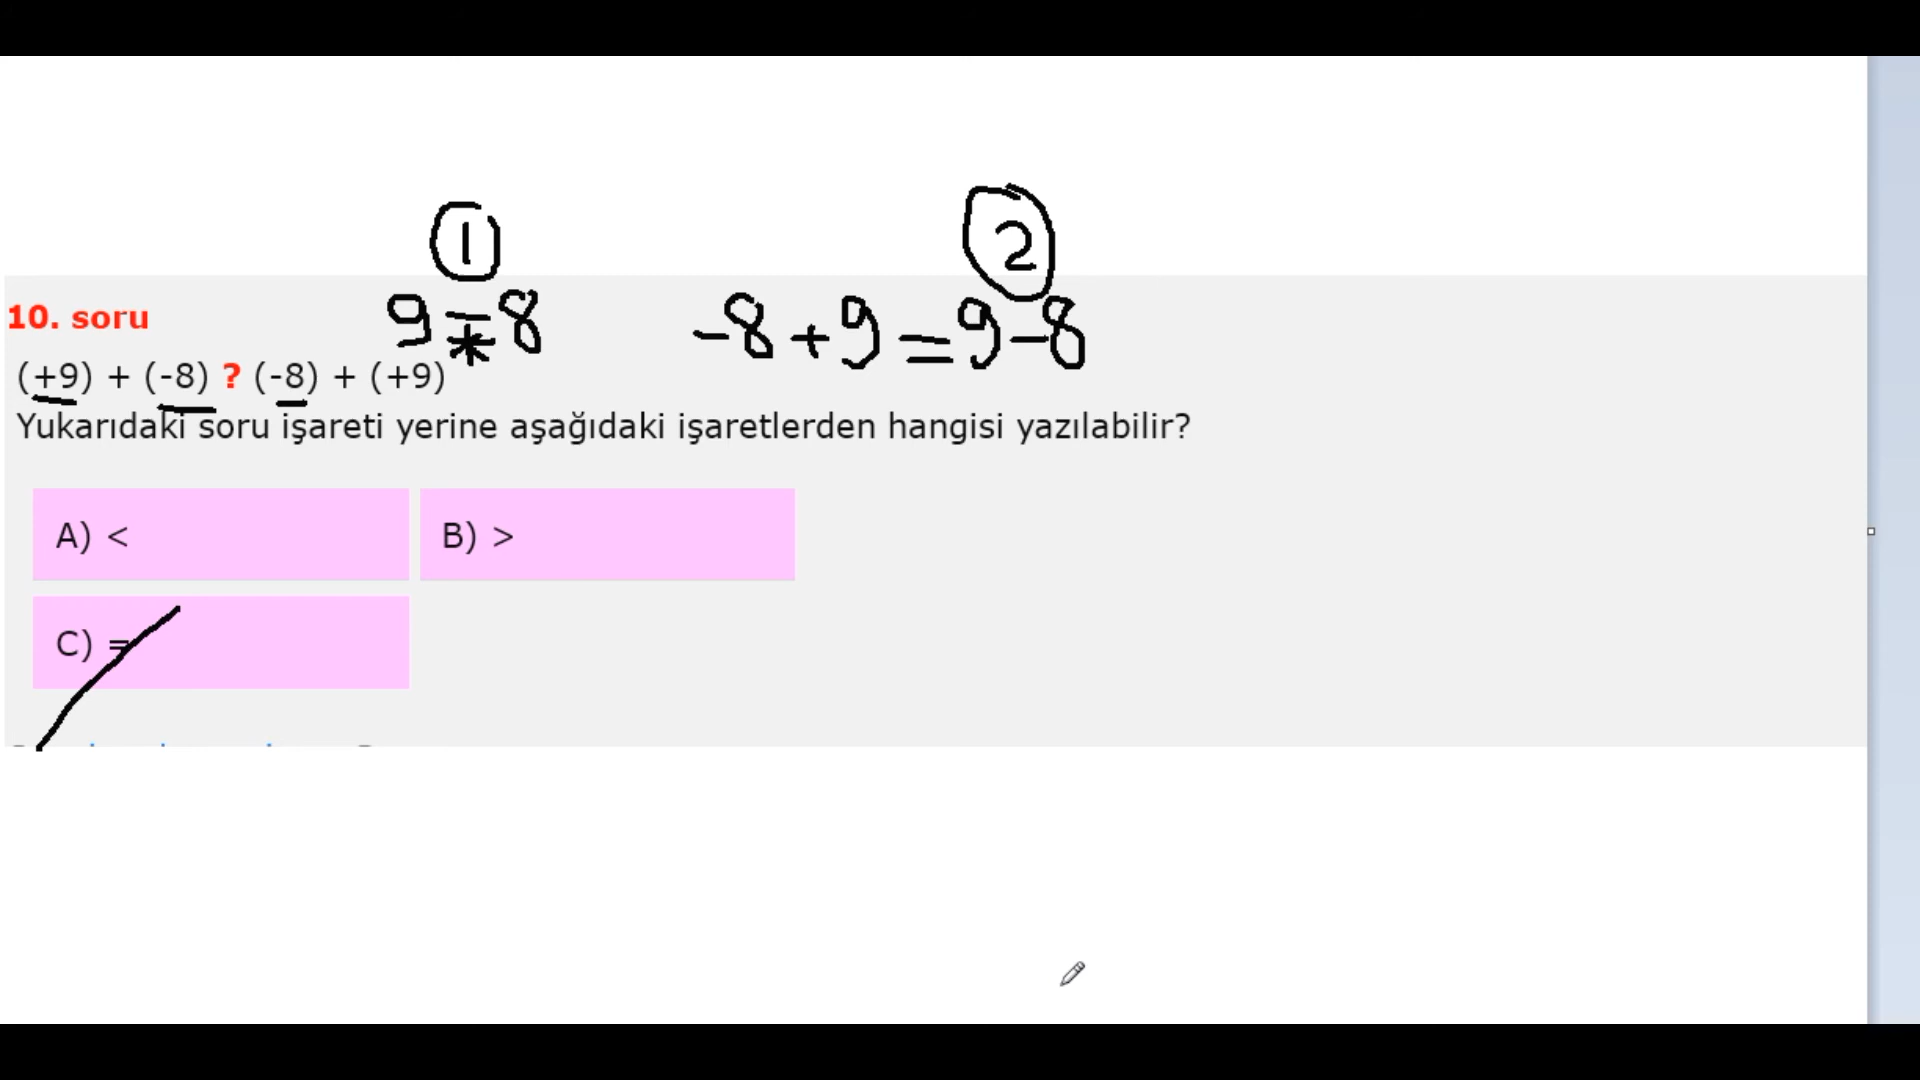 1
2
10. soru
9 - 8
-8 + 9 = 9 - 8
*
(+9) + (-8) ? (-8) + (+9)
Yukarıdaki soru işareti yerine aşağıdaki işaretlerden hangisi yazılabilir?
A) <
B) >
C) =